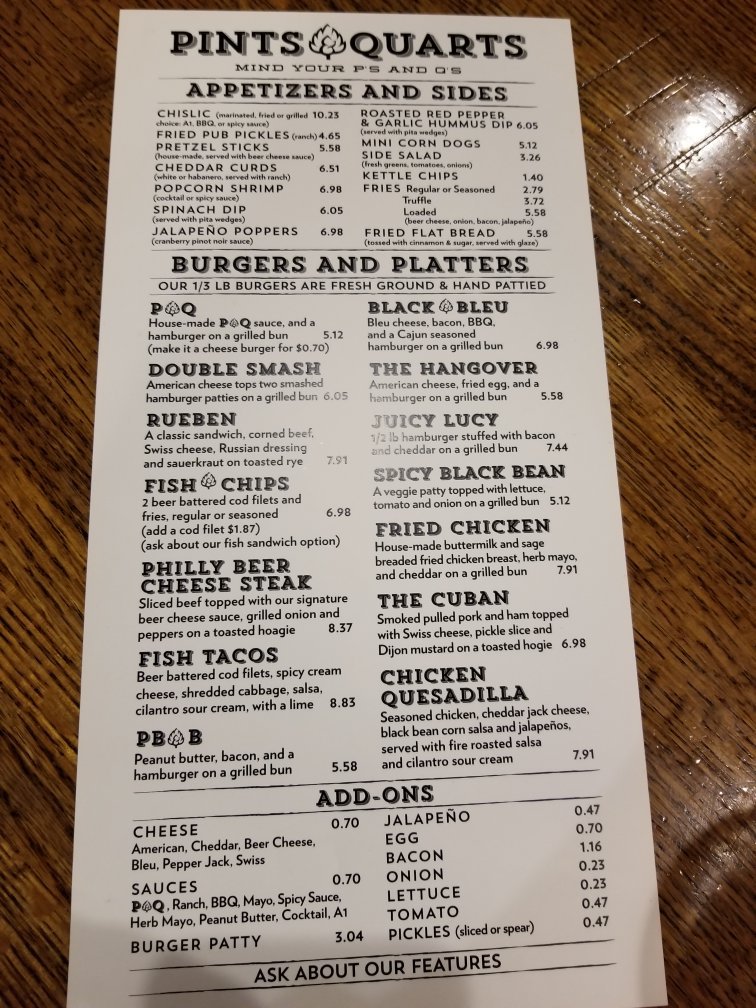 PINTS QUARTS
MIND YOUR P'S AND Q'S
APPETIZERS AND SIDES
CHISLIC (marinated, fried or grilled 10.23
choice: A1, BBQ, or spicy sauce)
FRIED PUB PICKLES (ranch) 4.65
PRETZEL STICKS 5.58
(house-made, served with beer cheese sauce)
CHEDDAR CURDS 6.51
(white or habanero, served with ranch)
POPCORN SHRIMP 6.98
(cocktail or spicy sauce)
SPINACH DIP 6.05
(served with pita wedges)
JALAPEÑO POPPERS 6.98
(cranberry pinot noir sauce)
ROASTED RED PEPPER
& GARLIC HUMMUS DIP 6.05
(served with pita wedges)
MINI CORN DOGS 5.12
SIDE SALAD 3.26
(fresh greens, tomatoes, onions)
KETTLE CHIPS 1.40
FRIES Regular or Seasoned 2.79
Truffle 3.72
Loaded 5.58
(beer cheese, onion, bacon, jalapeño)
FRIED FLAT BREAD 5.58
(tossed with cinnamon & sugar, served with glaze)
BURGERS AND PLATTERS
OUR 1/3 LB BURGERS ARE FRESH GROUND & HAND PATTIED
P Q
House-made P Q sauce, and a
hamburger on a grilled bun 5.12
(make it a cheese burger for $0.70)
DOUBLE SMASH
American cheese tops two smashed
hamburger patties on a grilled bun 6.05
RUEBEN
A classic sandwich, corned beef,
Swiss cheese, Russian dressing
and sauerkraut on toasted rye 7.91
FISH CHIPS
2 beer battered cod filets and
fries, regular or seasoned 6.98
(add a cod filet $1.87)
(ask about our fish sandwich option)
PHILLY BEER
CHEESE STEAK
Sliced beef topped with our signature
beer cheese sauce, grilled onion and
peppers on a toasted hoagie 8.37
FISH TACOS
Beer battered cod filets, spicy cream
cheese, shredded cabbage, salsa,
cilantro sour cream, with a lime 8.83
PB B
Peanut butter, bacon, and a
hamburger on a grilled bun 5.58
BLACK BLEU
Bleu cheese, bacon, BBQ,
and a Cajun seasoned
hamburger on a grilled bun 6.98
THE HANGOVER
American cheese, fried egg, and a
hamburger on a grilled bun 5.58
JUICY LUCY
1/2 lb hamburger stuffed with bacon
and cheddar on a grilled bun 7.44
SPICY BLACK BEAN
A veggie patty topped with lettuce,
tomato and onion on a grilled bun 5.12
FRIED CHICKEN
House-made buttermilk and sage
breaded fried chicken breast, herb mayo,
and cheddar on a grilled bun 7.91
THE CUBAN
Smoked pulled pork and ham topped
with Swiss cheese, pickle slice and
Dijon mustard on a toasted hogie 6.98
CHICKEN
QUESADILLA
Seasoned chicken, cheddar jack cheese,
black bean corn salsa and jalapeños,
served with fire roasted salsa
and cilantro sour cream 7.91
ADD-ONS
CHEESE 0.70
American, Cheddar, Beer Cheese,
Bleu, Pepper Jack, Swiss
SAUCES 0.70
P Q, Ranch, BBQ, Mayo, Spicy Sauce,
Herb Mayo, Peanut Butter, Cocktail, A1
BURGER PATTY 3.04
JALAPEÑO 0.47
EGG 0.70
BACON 1.16
ONION 0.23
LETTUCE 0.23
TOMATO 0.47
PICKLES (sliced or spear) 0.47
ASK ABOUT OUR FEATURES